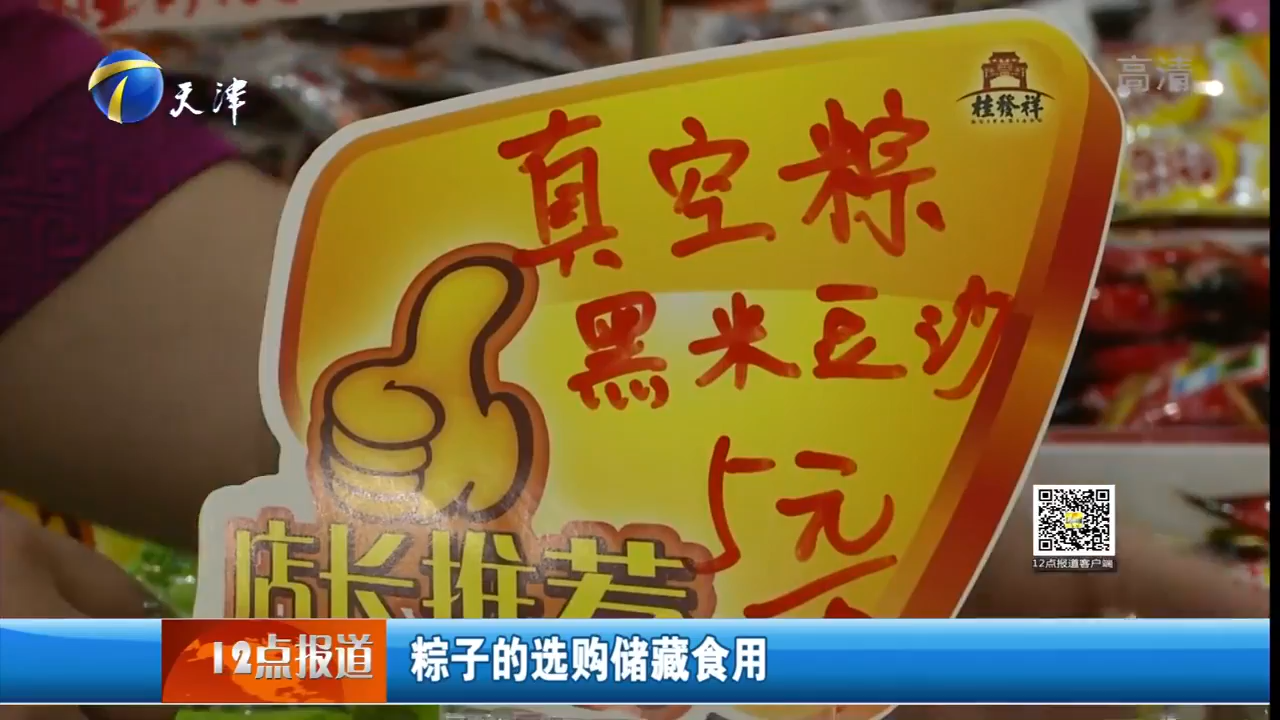 天津
高清
桂發祥
真空粽
黑米豆沙
5元
店长推荐
12点报道客户端
12点报道
粽子的选购储藏食用